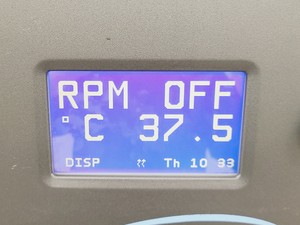 RPM OFF
°C 37.5
DISP Th 10 33